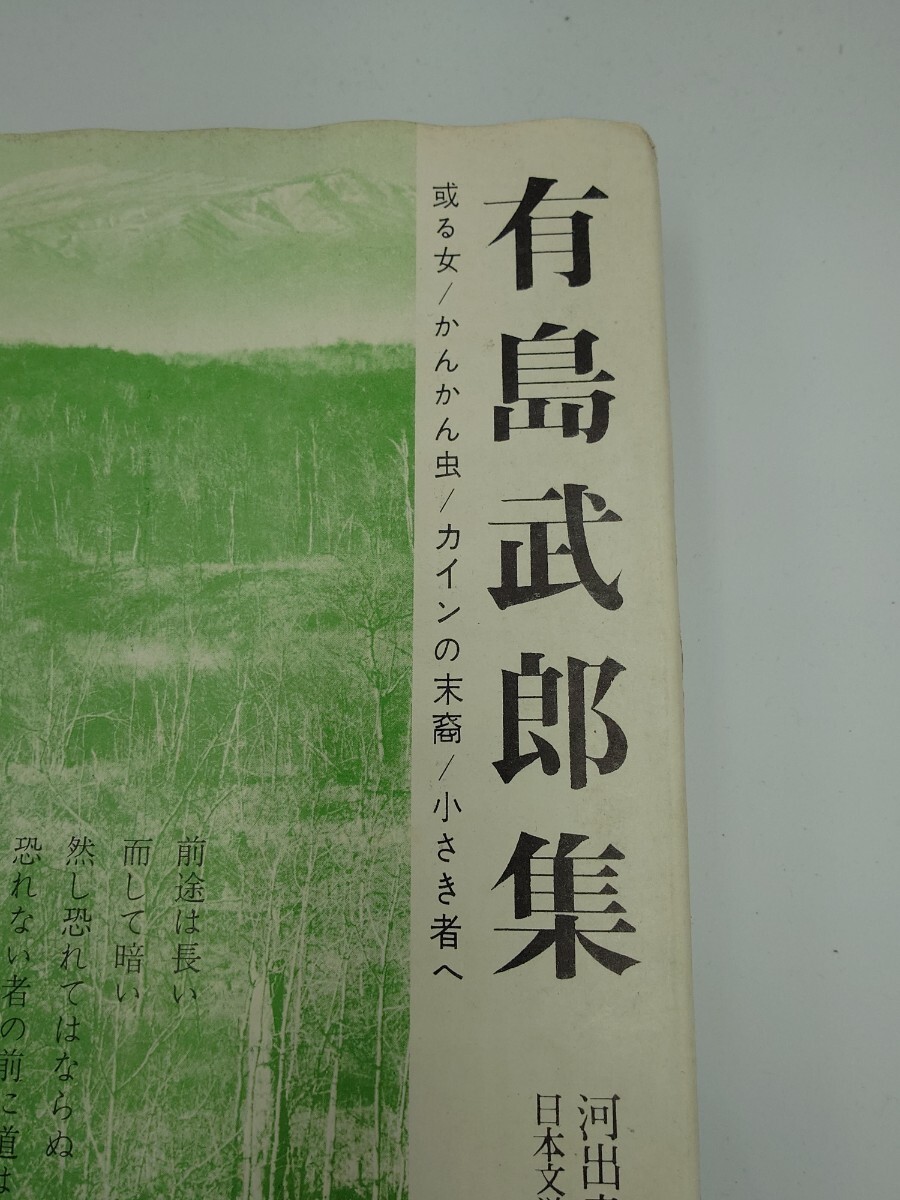 有島武郎集
或る女/かんかん虫/カインの末裔/小さき者へ
河出
日本文学
前途は長い
而して暗い
然し恐れてはならぬ
恐れない者の前に道は